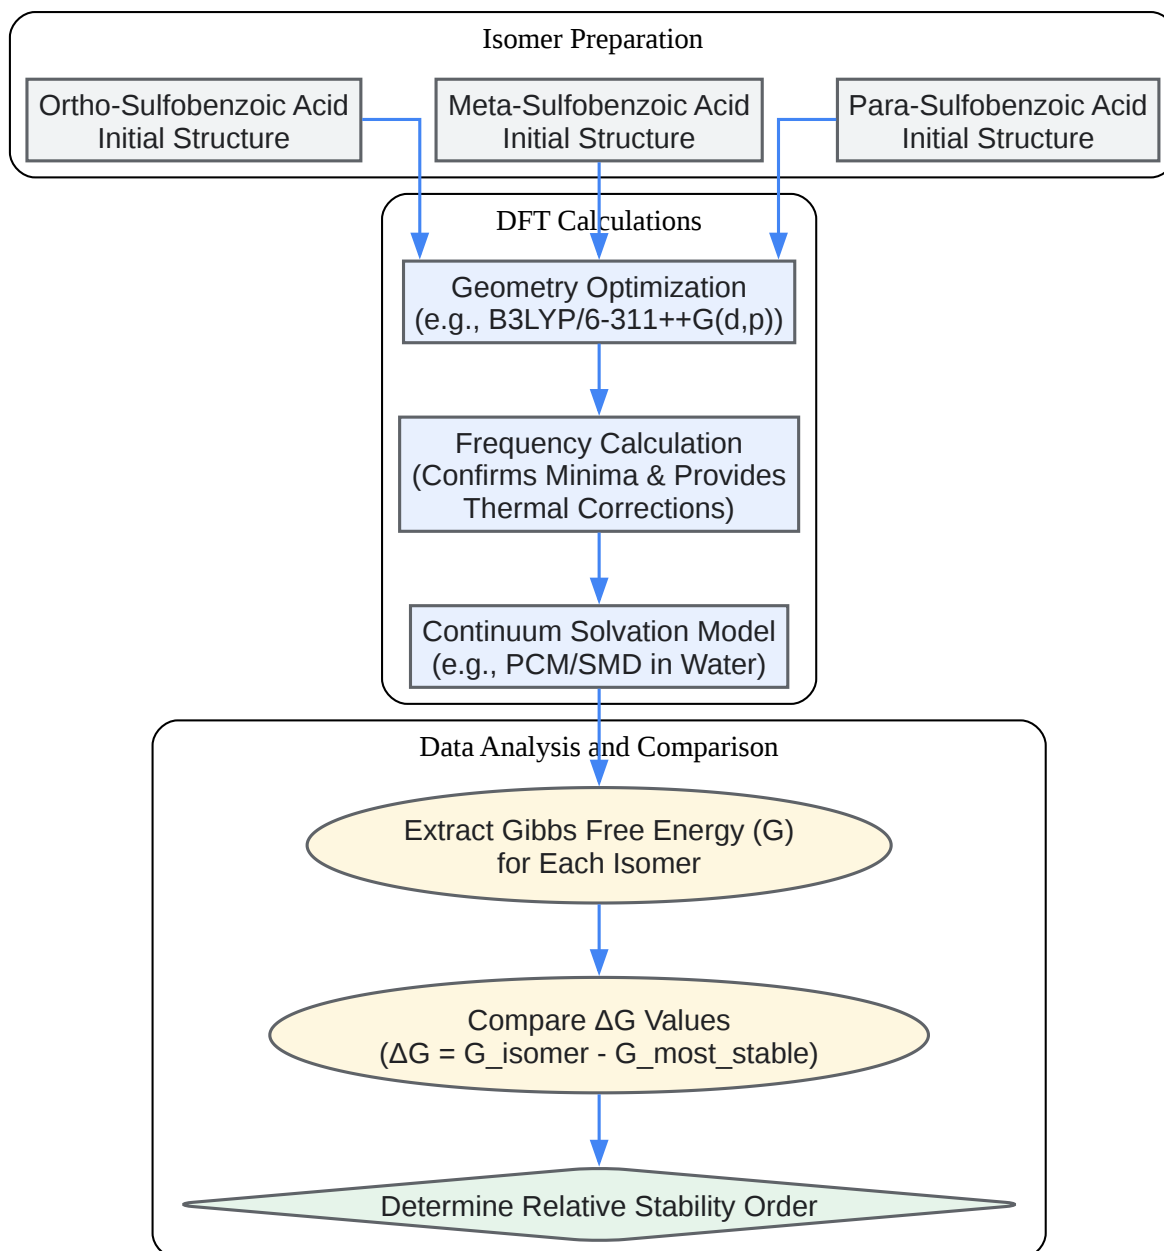 Isomer Preparation
Ortho-Sulfobenzoic Acid
Initial Structure
Meta-Sulfobenzoic Acid
Initial Structure
Para-Sulfobenzoic Acid
Initial Structure
DFT Calculations
Geometry Optimization
(e.g., B3LYP/6-311++G(d,p))
Frequency Calculation
(Confirms Minima & Provides
Thermal Corrections)
Continuum Solvation Model
(e.g., PCM/SMD in Water)
Data Analysis and Comparison
Extract Gibbs Free Energy (G)
for Each Isomer
Compare ΔG Values
(ΔG = G_isomer - G_most_stable)
Determine Relative Stability Order